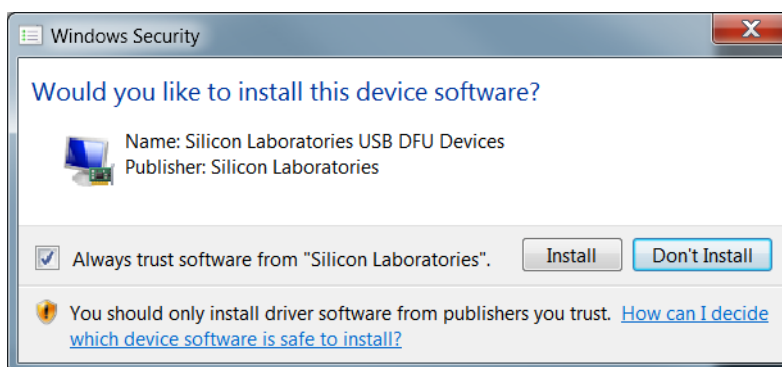 Windows Security
Would you like to install this device software?
Name: Silicon Laboratories USB DFU Devices
Publisher: Silicon Laboratories
Always trust software from "Silicon Laboratories".
Install
Don't Install
You should only install driver software from publishers you trust. How can I decide
which device software is safe to install?